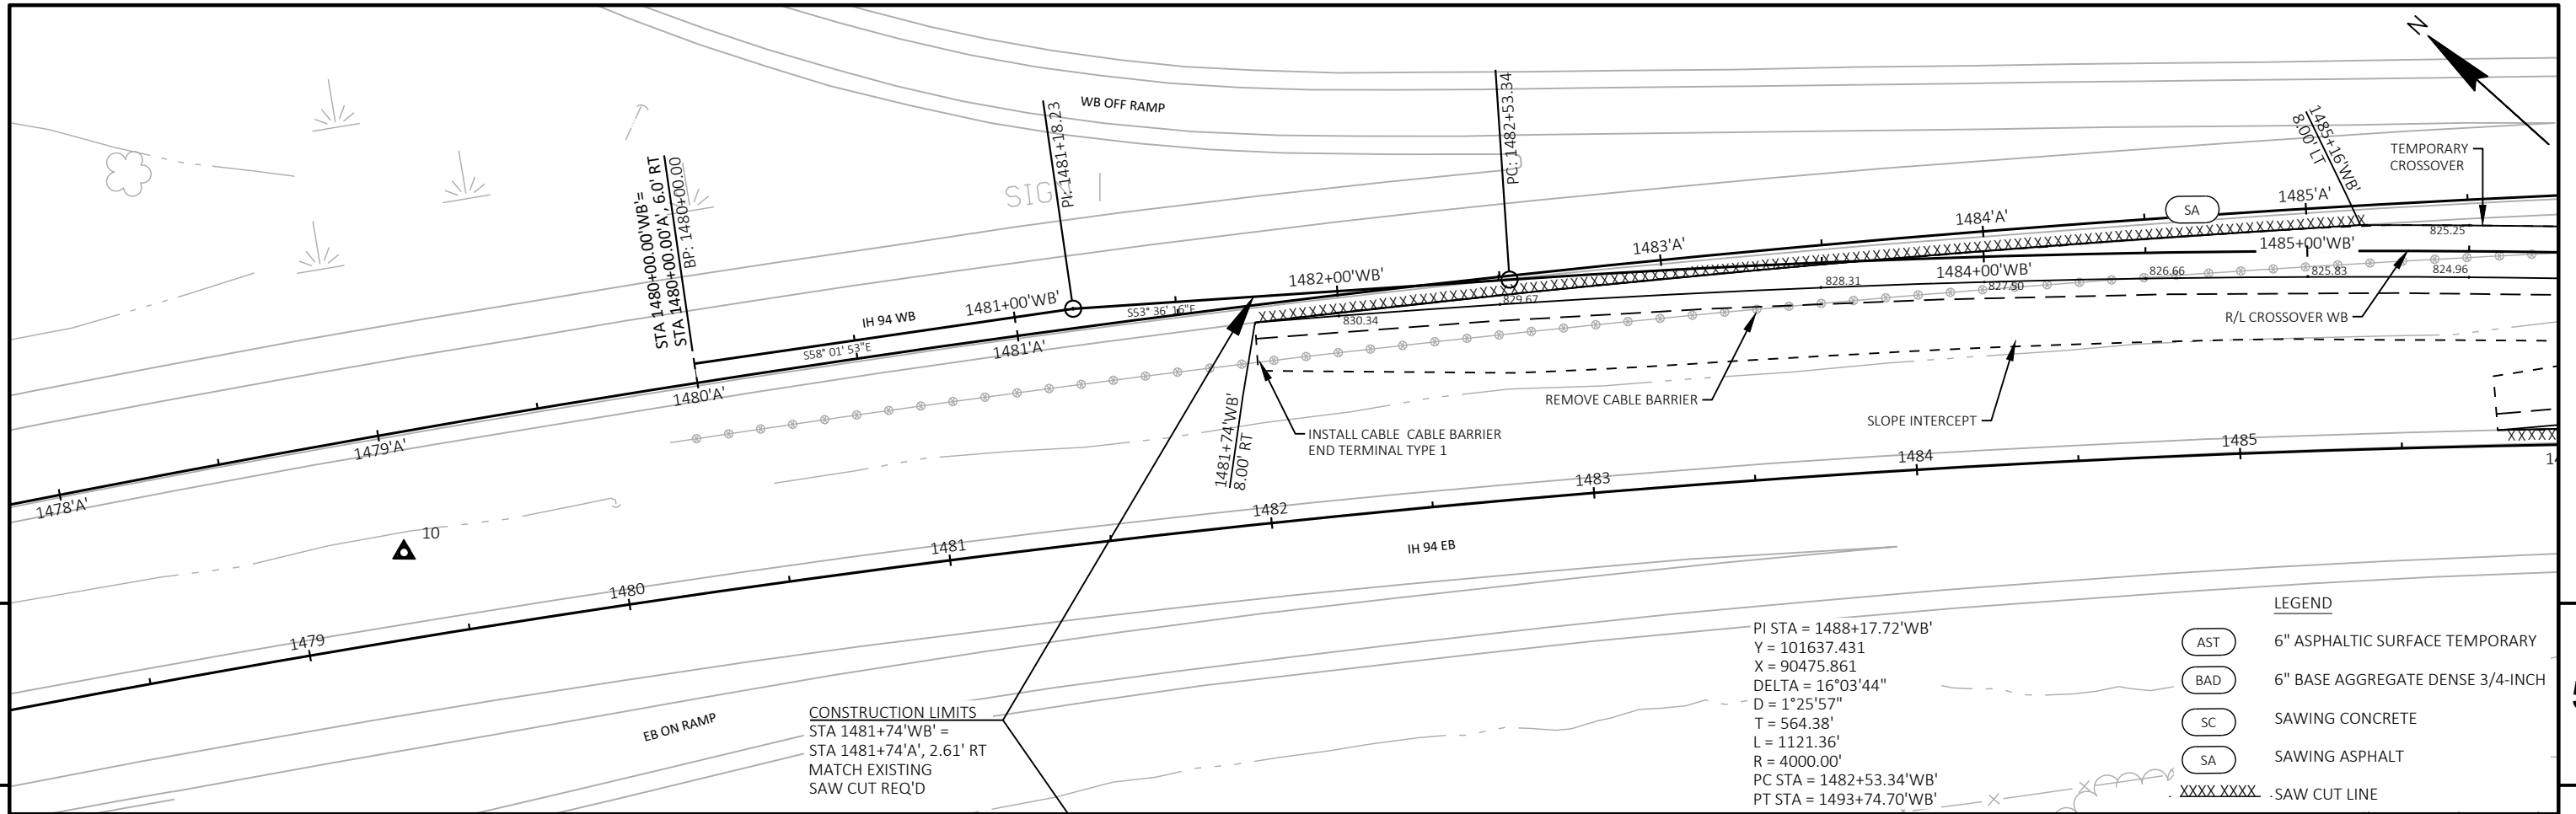 N
WB OFF RAMP
PI: 1481+18.23
PC: 1482+53.34
1485+16'WB'
8.00' LT
TEMPORARY
CROSSOVER
STA 1480+00.00'WB'=
STA 1480+00.00'A', 6.0' RT
BP: 1480+00.00
SA
1485'A'
1484'A'
1483'A'
825.25
1485+00'WB'
1484+00'WB'
1482+00'WB'
1481+00'WB'
IH 94 WB
S58° 01' 53"E
S53° 36' 16"E
1481'A'
1480'A'
1479'A'
1478'A'
830.34
829.67
828.31
827.50
826.66
825.83
824.96
R/L CROSSOVER WB
REMOVE CABLE BARRIER
SLOPE INTERCEPT
INSTALL CABLE CABLE BARRIER
END TERMINAL TYPE 1
1481+74'WB'
8.00' RT
10
1479
1480
1481
1482
1483
1484
1485
IH 94 EB
EB ON RAMP
CONSTRUCTION LIMITS
STA 1481+74'WB' =
STA 1481+74'A', 2.61' RT
MATCH EXISTING
SAW CUT REQ'D
PI STA = 1488+17.72'WB'
Y = 101637.431
X = 90475.861
DELTA = 16°03'44"
D = 1°25'57"
T = 564.38'
L = 1121.36'
R = 4000.00'
PC STA = 1482+53.34'WB'
PT STA = 1493+74.70'WB'
LEGEND
AST 6" ASPHALTIC SURFACE TEMPORARY
BAD 6" BASE AGGREGATE DENSE 3/4-INCH
SC SAWING CONCRETE
SA SAWING ASPHALT
XXXX XXXX SAW CUT LINE